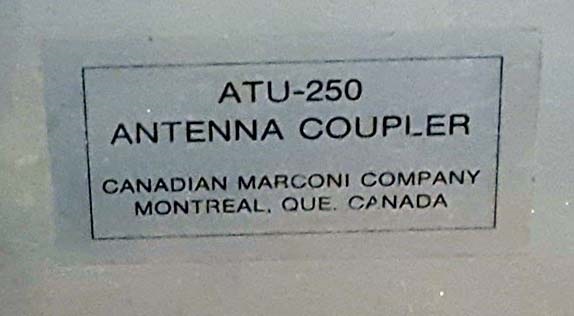 ATU-250
ANTENNA COUPLER
CANADIAN MARCONI COMPANY
MONTREAL, QUE. CANADA